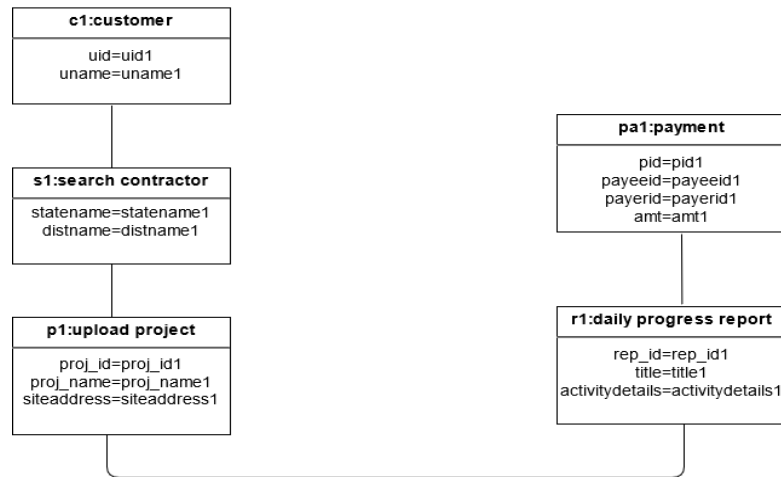 c1:customer
uid=uid1
uname=uname1
s1:search contractor
statename=statename1
distname=distname1
p1:upload project
proj_id=proj_id1
proj_name=proj_name1
siteaddress=siteaddress1
pa1:payment
pid=pid1
payeeid=payeeid1
payerid=payerid1
amt=amt1
r1:daily progress report
rep_id=rep_id1
title=title1
activitydetails=activitydetails1